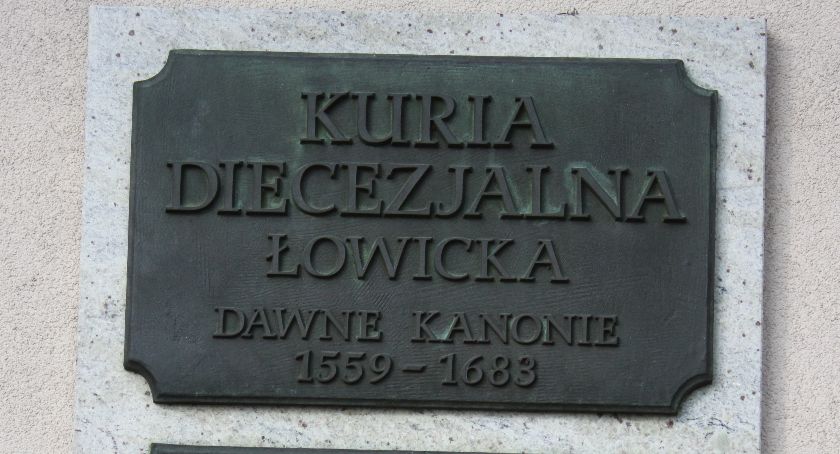 KURIA
DIECEZJALNA
ŁOWICKA
DAWNE KANONIE
1559 – 1683